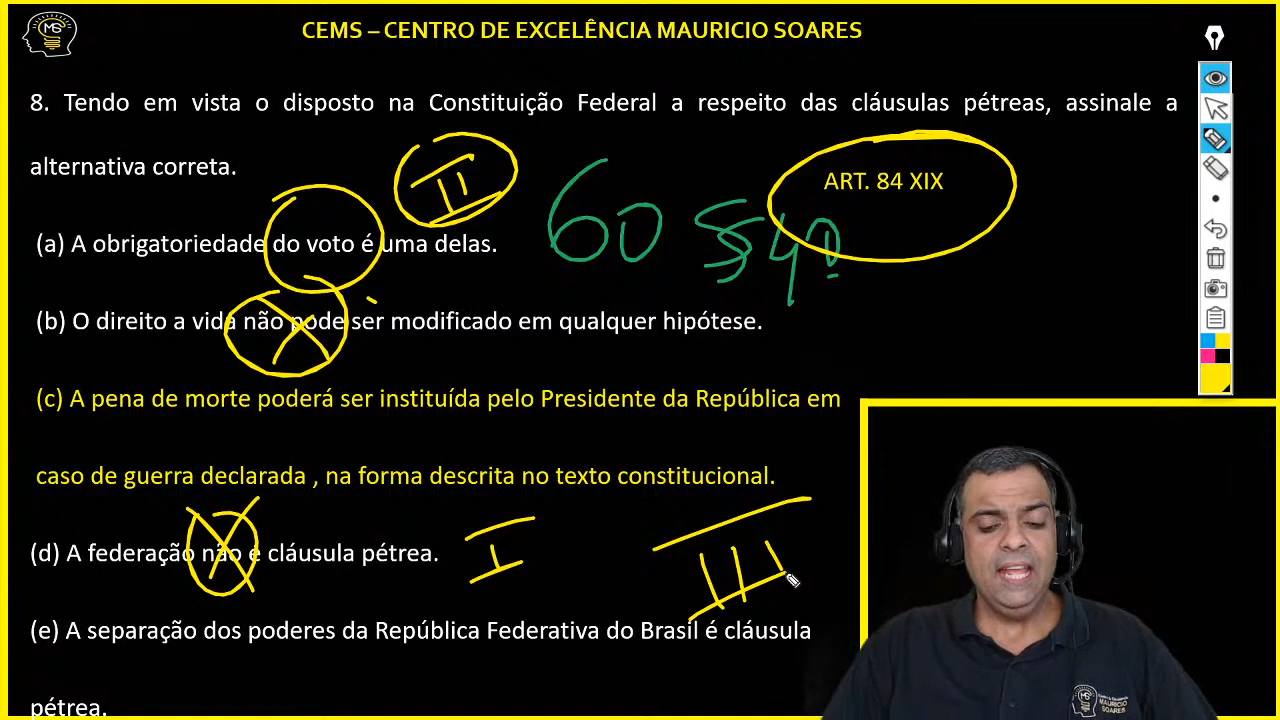 MS
CEMS – CENTRO DE EXCELÊNCIA MAURICIO SOARES
8. Tendo em vista o disposto na Constituição Federal a respeito das cláusulas pétreas, assinale a
alternativa correta.
II
60 §4º
ART. 84 XIX
(a) A obrigatoriedade do voto é uma delas.
(b) O direito a vida não pode ser modificado em qualquer hipótese.
(c) A pena de morte poderá ser instituída pelo Presidente da República em
caso de guerra declarada , na forma descrita no texto constitucional.
(d) A federação não é cláusula pétrea.
I
III
(e) A separação dos poderes da República Federativa do Brasil é cláusula
pétrea.
MS
MAURICIO
SOARES